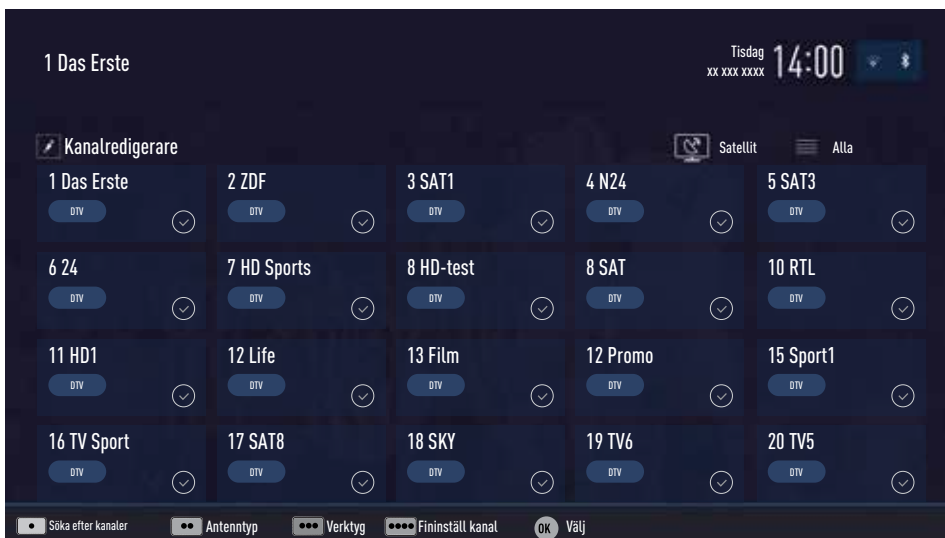 1 Das Erste
Tisdag
xx xxx xxxx
14:00
Kanalredigerare
Satellit
Alla
1 Das Erste
2 ZDF
3 SAT1
4 N24
5 SAT3
DTV
DTV
DTV
DTV
DTV
6 24
7 HD Sports
8 HD-test
8 SAT
10 RTL
DTV
DTV
DTV
DTV
DTV
11 HD1
12 Life
13 Film
12 Promo
15 Sport1
DTV
DTV
DTV
DTV
DTV
16 TV Sport
17 SAT8
18 SKY
19 TV6
20 TV5
DTV
DTV
DTV
DTV
DTV
Söka efter kanaler
Antenntyp
Verktyg
Fininställ kanal
OK Välj